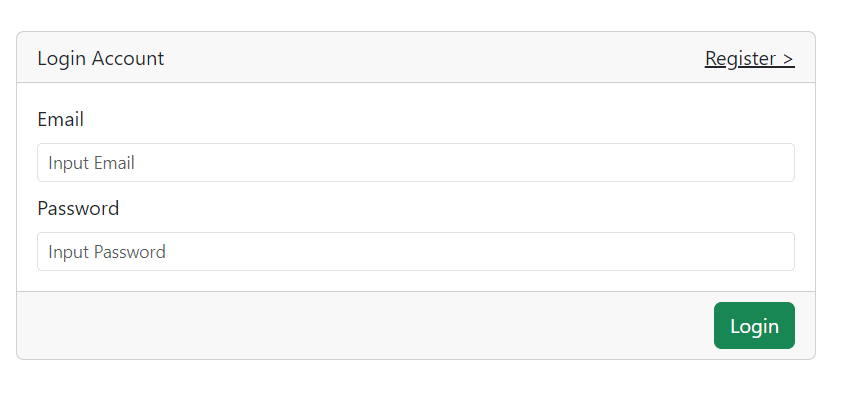 Login Account Register >
Email
Input Email
Password
Input Password
Login